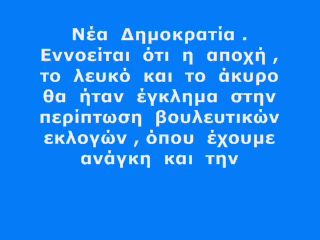 Νέα Δημοκρατία .
Εννοείται ότι η αποχή ,
το λευκό και το άκυρο
θα ήταν έγκλημα στην
περίπτωση βουλευτικών
εκλογών , όπου έχουμε
ανάγκη και την